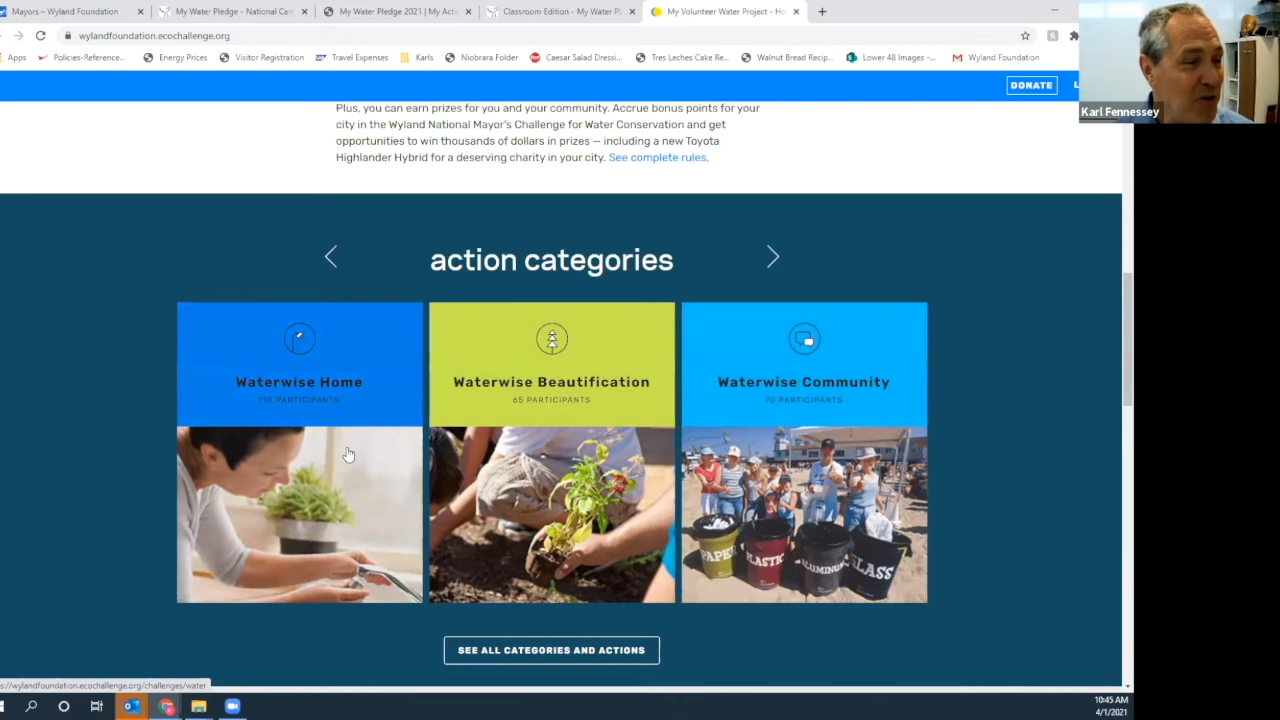 Mayors – Wyland Foundation
My Water Pledge - National Car
My Water Pledge 2021 | My Acti
Classroom Edition - My Water Pl
My Volunteer Water Project - Ho
wylandfoundation.ecochallenge.org
Apps
Policies-Reference...
Energy Prices
Visitor Registration
Travel Expenses
Karls
Niobrara Folder
Caesar Salad Dressi...
Tres Leches Cake Re...
Walnut Bread Recip...
Lower 48 Images -...
Wyland Foundation
DONATE
L
Karl Fennessey
Plus, you can earn prizes for you and your community. Accrue bonus points for your
city in the Wyland National Mayor's Challenge for Water Conservation and get
opportunities to win thousands of dollars in prizes — including a new Toyota
Highlander Hybrid for a deserving charity in your city. See complete rules.
action categories
Waterwise Home
110 PARTICIPANTS
Waterwise Beautification
65 PARTICIPANTS
Waterwise Community
70 PARTICIPANTS
PAPER
PLASTIC
ALUMINUM
GLASS
SEE ALL CATEGORIES AND ACTIONS
s://wylandfoundation.ecochallenge.org/challenges/water
10:45 AM
4/1/2021